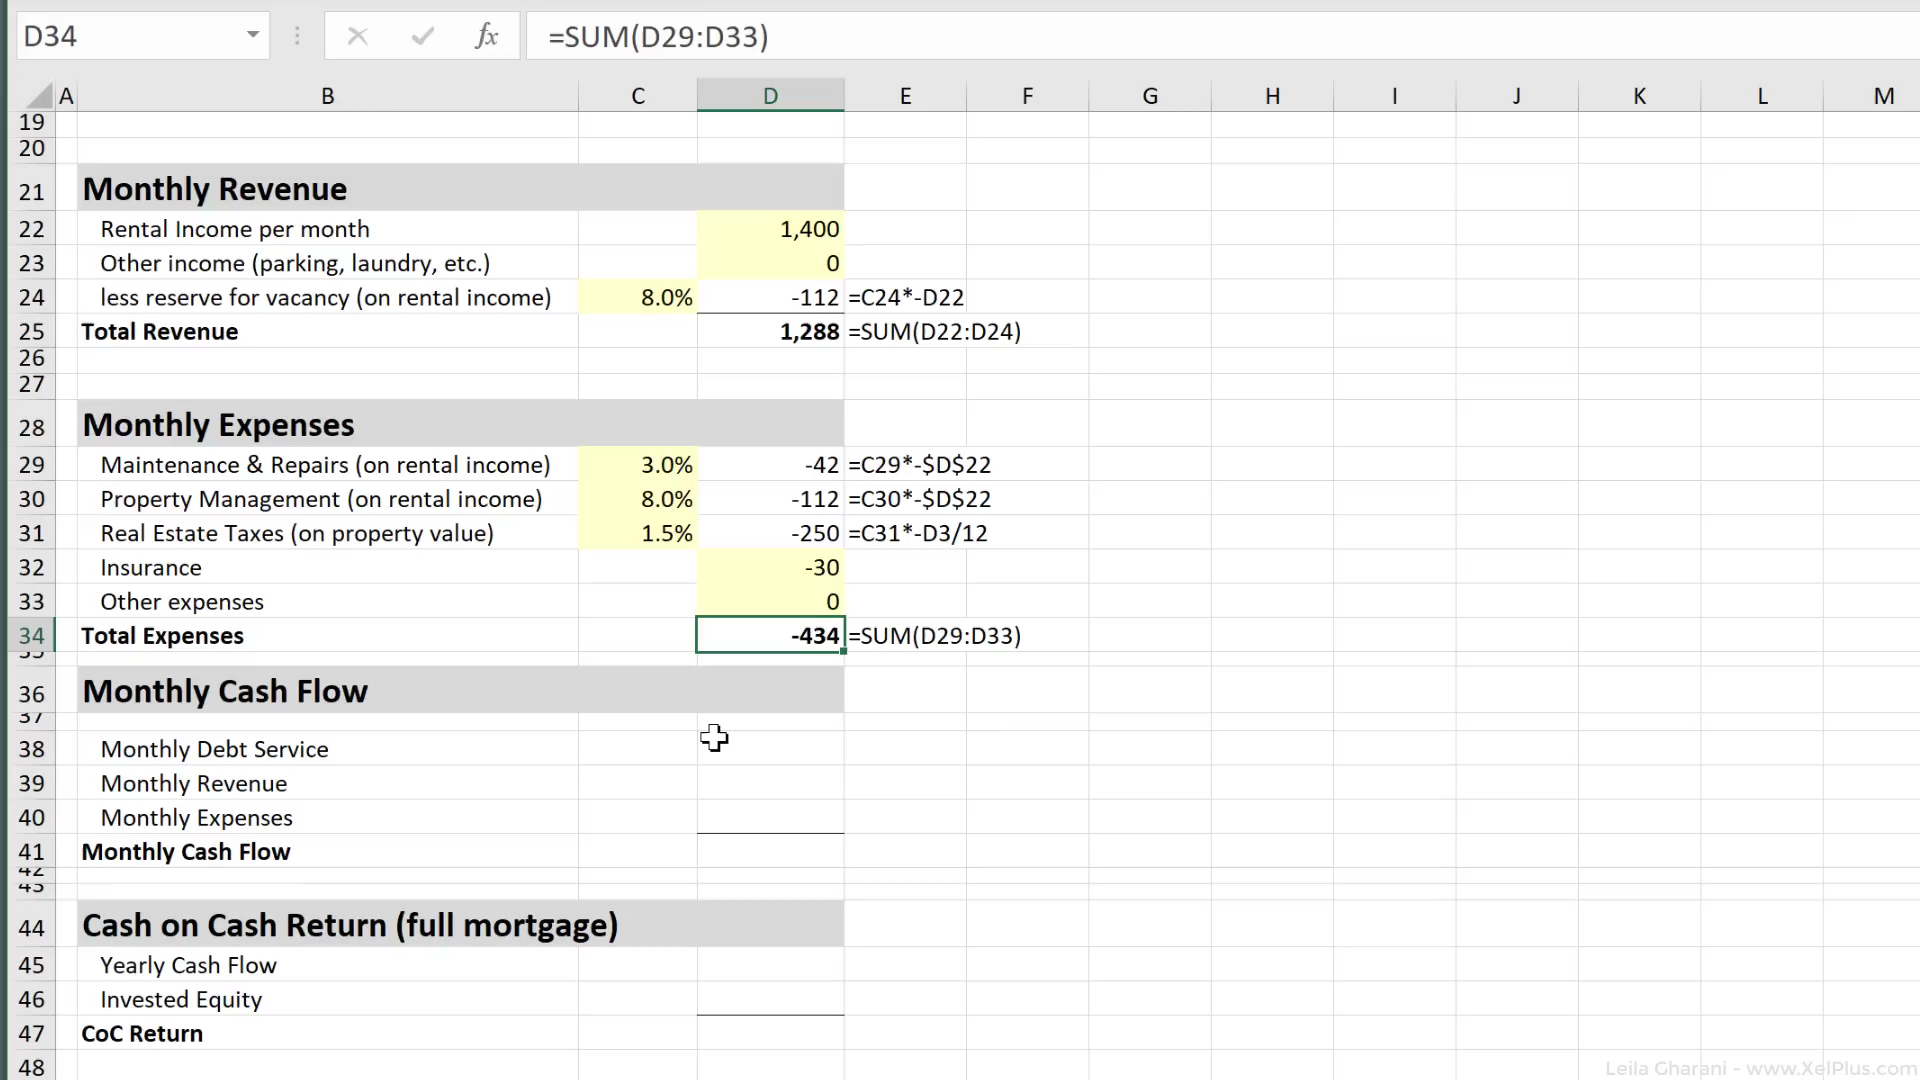 D34 fx =SUM(D29:D33)
A B C D E F G H I J K L M
19
20
21 Monthly Revenue
22 Rental Income per month 1,400
23 Other income (parking, laundry, etc.) 0
24 less reserve for vacancy (on rental income) 8.0% -112 =C24*-D22
25 Total Revenue 1,288 =SUM(D22:D24)
26
27
28 Monthly Expenses
29 Maintenance & Repairs (on rental income) 3.0% -42 =C29*-$D$22
30 Property Management (on rental income) 8.0% -112 =C30*-$D$22
31 Real Estate Taxes (on property value) 1.5% -250 =C31*-D3/12
32 Insurance -30
33 Other expenses 0
34 Total Expenses -434 =SUM(D29:D33)
35
36 Monthly Cash Flow
37
38 Monthly Debt Service
39 Monthly Revenue
40 Monthly Expenses
41 Monthly Cash Flow
42
43
44 Cash on Cash Return (full mortgage)
45 Yearly Cash Flow
46 Invested Equity
47 CoC Return
48
Leila Gharani - www.XelPlus.com